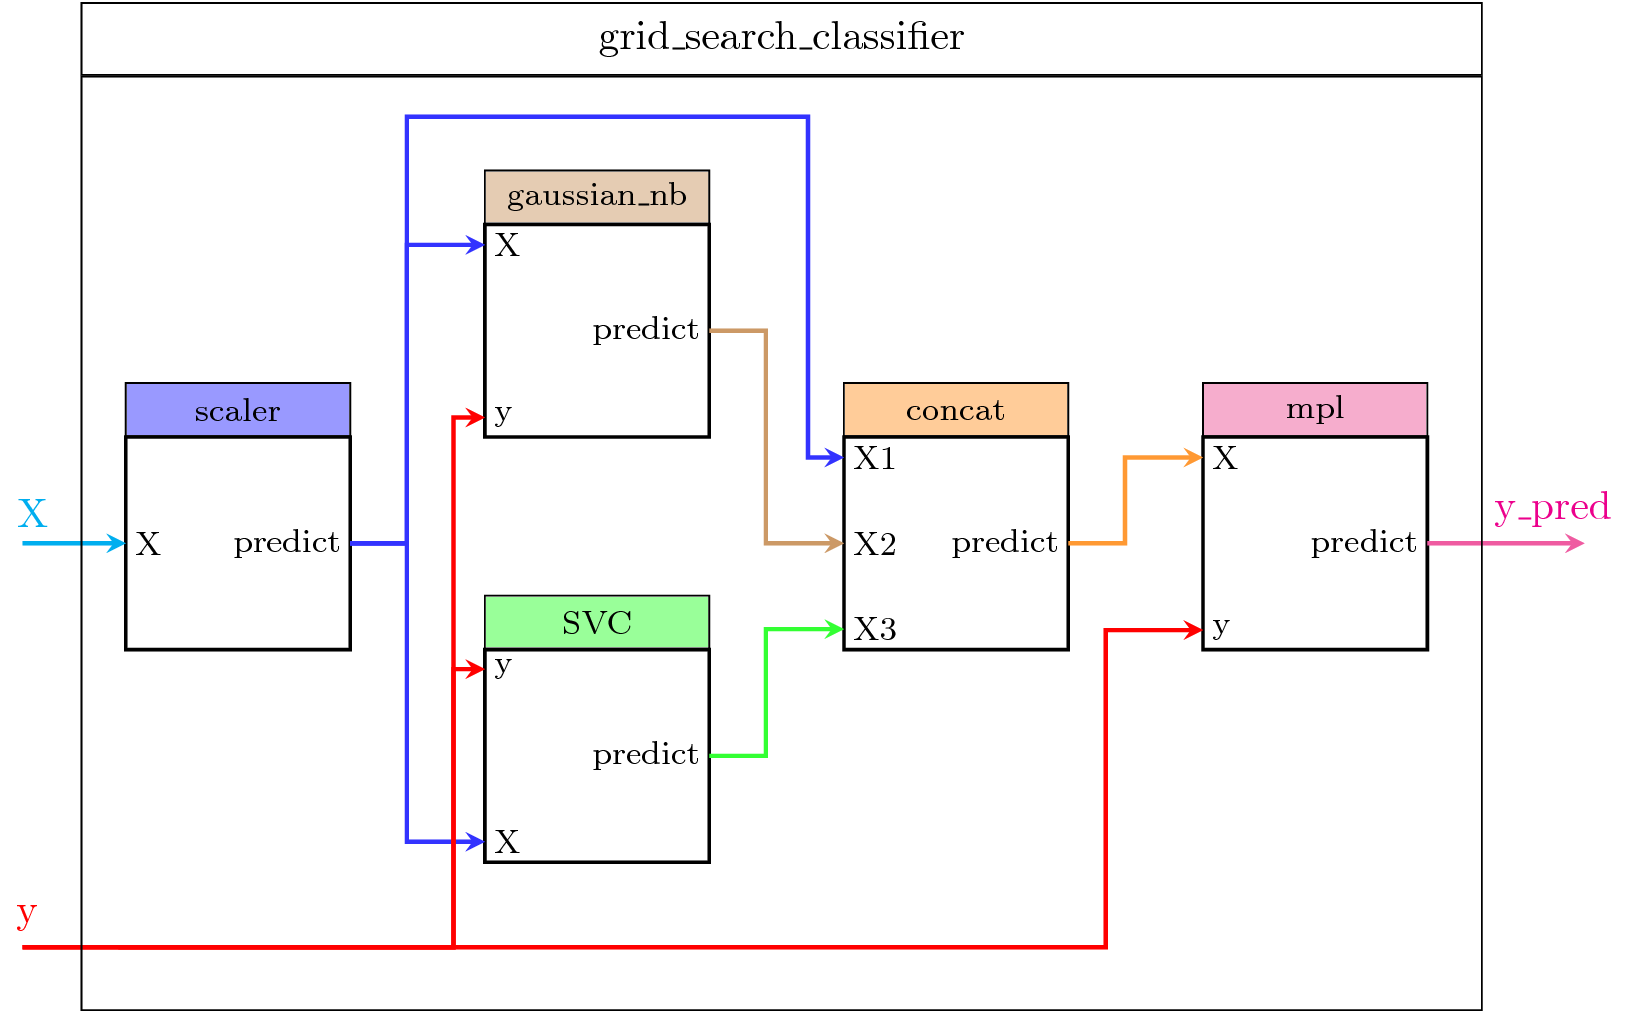 grid_search_classifier
gaussian_nb
X
predict
y
scaler
X
predict
concat
X1
X2
predict
X3
mpl
X
predict
y
SVC
y
predict
X
X
y_pred
y